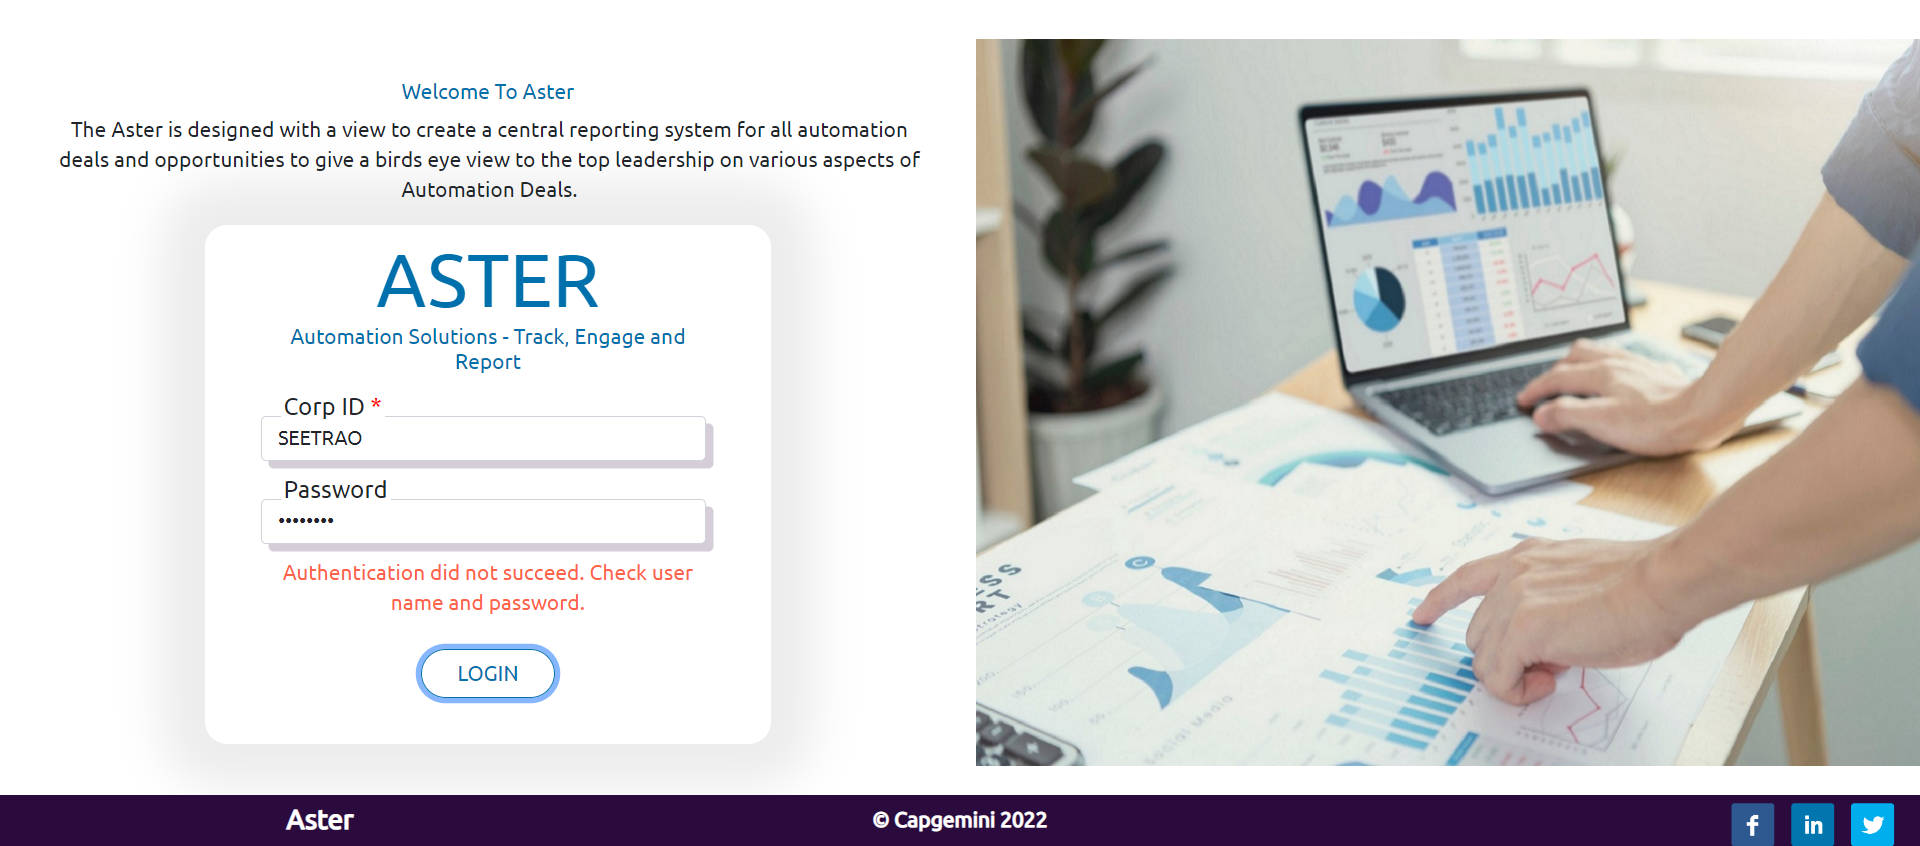 Welcome To Aster
The Aster is designed with a view to create a central reporting system for all automation
deals and opportunities to give a birds eye view to the top leadership on various aspects of
Automation Deals.
ASTER
Automation Solutions - Track, Engage and
Report
Corp ID *
SEETRAO
Password
••••••••
Authentication did not succeed. Check user
name and password.
LOGIN
Social Media
Aster
© Capgemini 2022